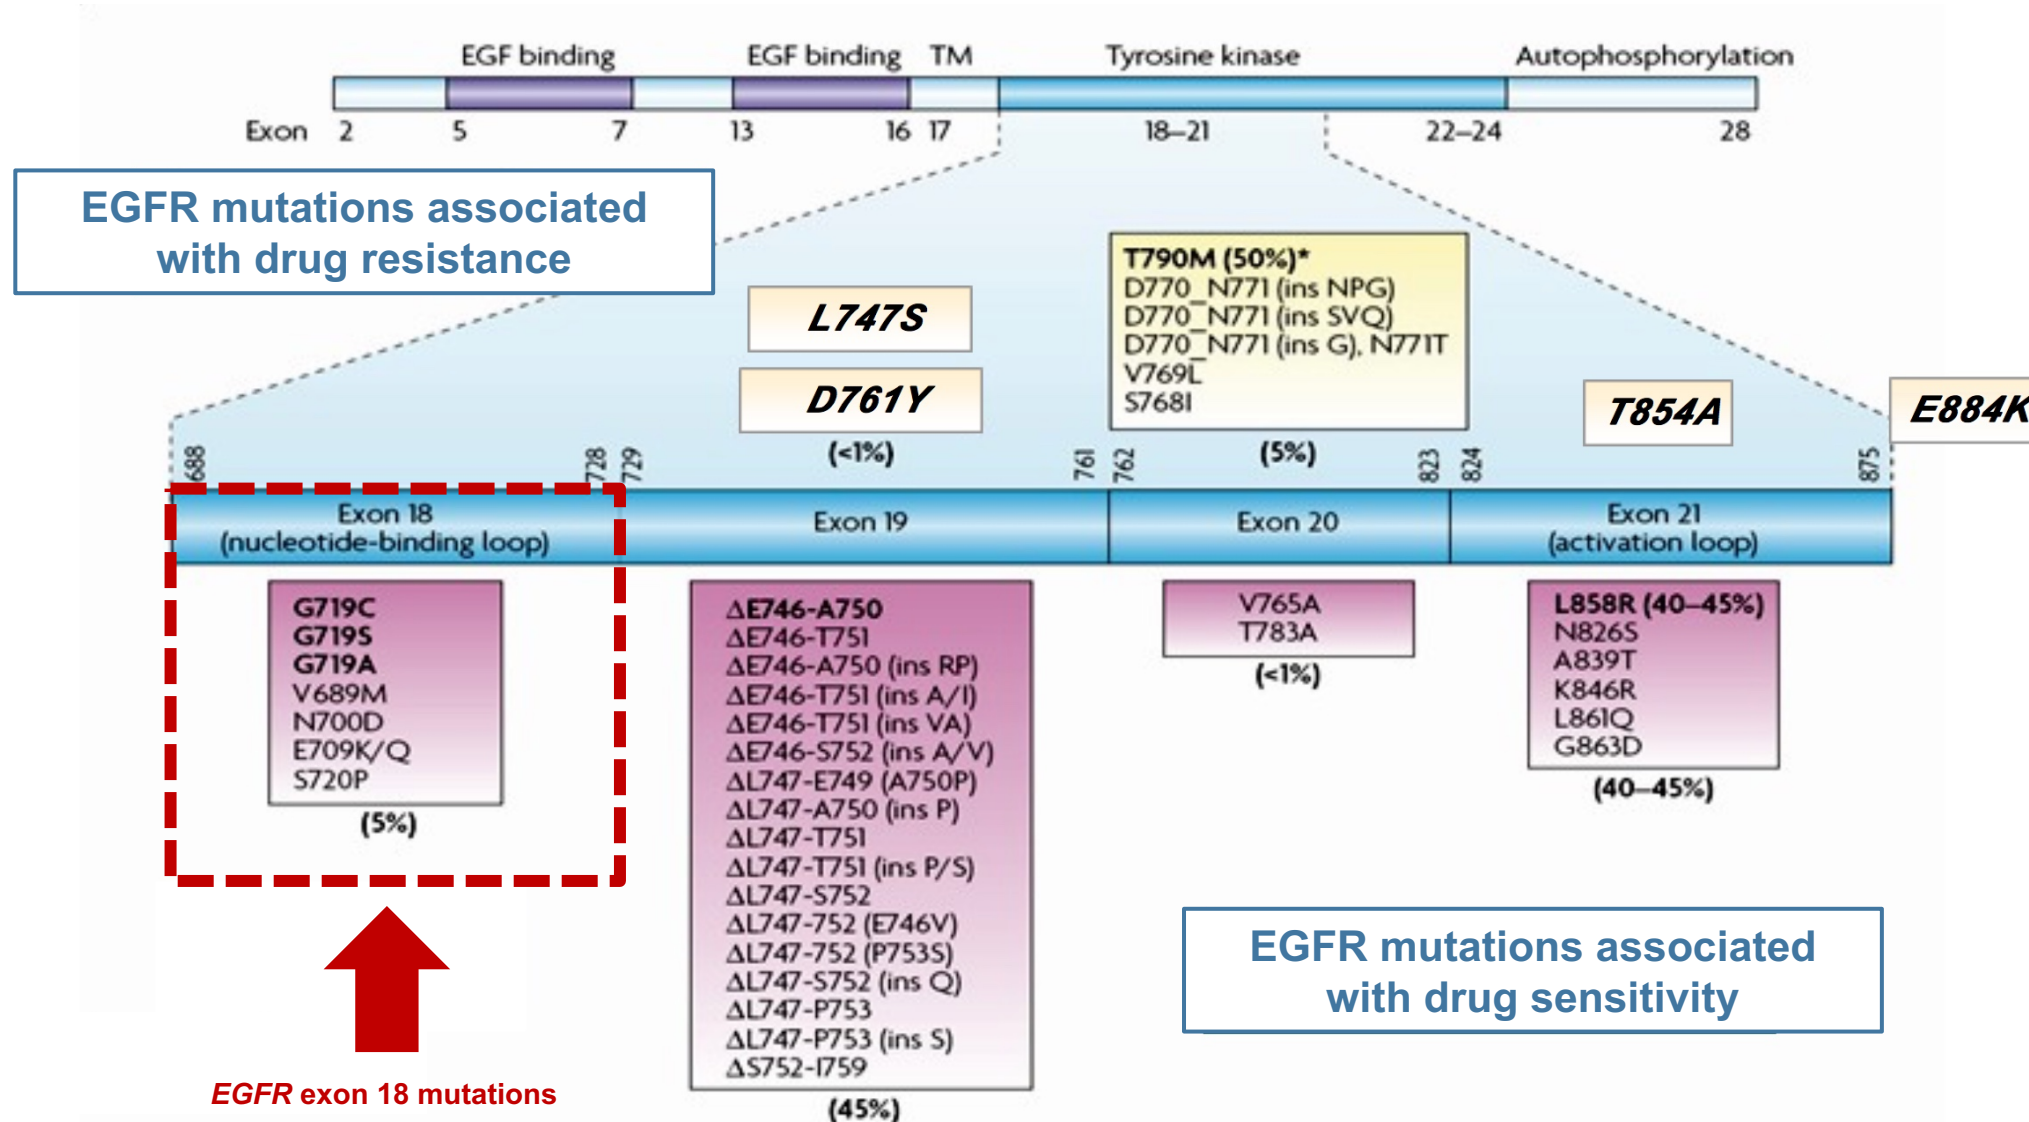 EGF binding
EGF binding
TM
Tyrosine kinase
Autophosphorylation
Exon
2
5
7
13
16
17
18–21
22–24
28
EGFR mutations associated
with drug resistance
L747S
D761Y
(<1%)
T790M (50%)*
D770_N771 (ins NPG)
D770_N771 (ins SVQ)
D770_N771 (ins G), N771T
V769L
S768I
(5%)
T854A
E884K
688
728
729
761
762
823
824
875
Exon 18
(nucleotide-binding loop)
Exon 19
Exon 20
Exon 21
(activation loop)
G719C
G719S
G719A
V689M
N700D
E709K/Q
S720P
(5%)
ΔE746-A750
ΔE746-T751
ΔE746-A750 (ins RP)
ΔE746-T751 (ins A/I)
ΔE746-T751 (ins VA)
ΔE746-S752 (ins A/V)
ΔL747-E749 (A750P)
ΔL747-A750 (ins P)
ΔL747-T751
ΔL747-T751 (ins P/S)
ΔL747-S752
ΔL747-752 (E746V)
ΔL747-752 (P753S)
ΔL747-S752 (ins Q)
ΔL747-P753
ΔL747-P753 (ins S)
ΔS752-I759
(45%)
V765A
T783A
(<1%)
L858R (40–45%)
N826S
A839T
K846R
L861Q
G863D
(40–45%)
EGFR mutations associated
with drug sensitivity
EGFR exon 18 mutations